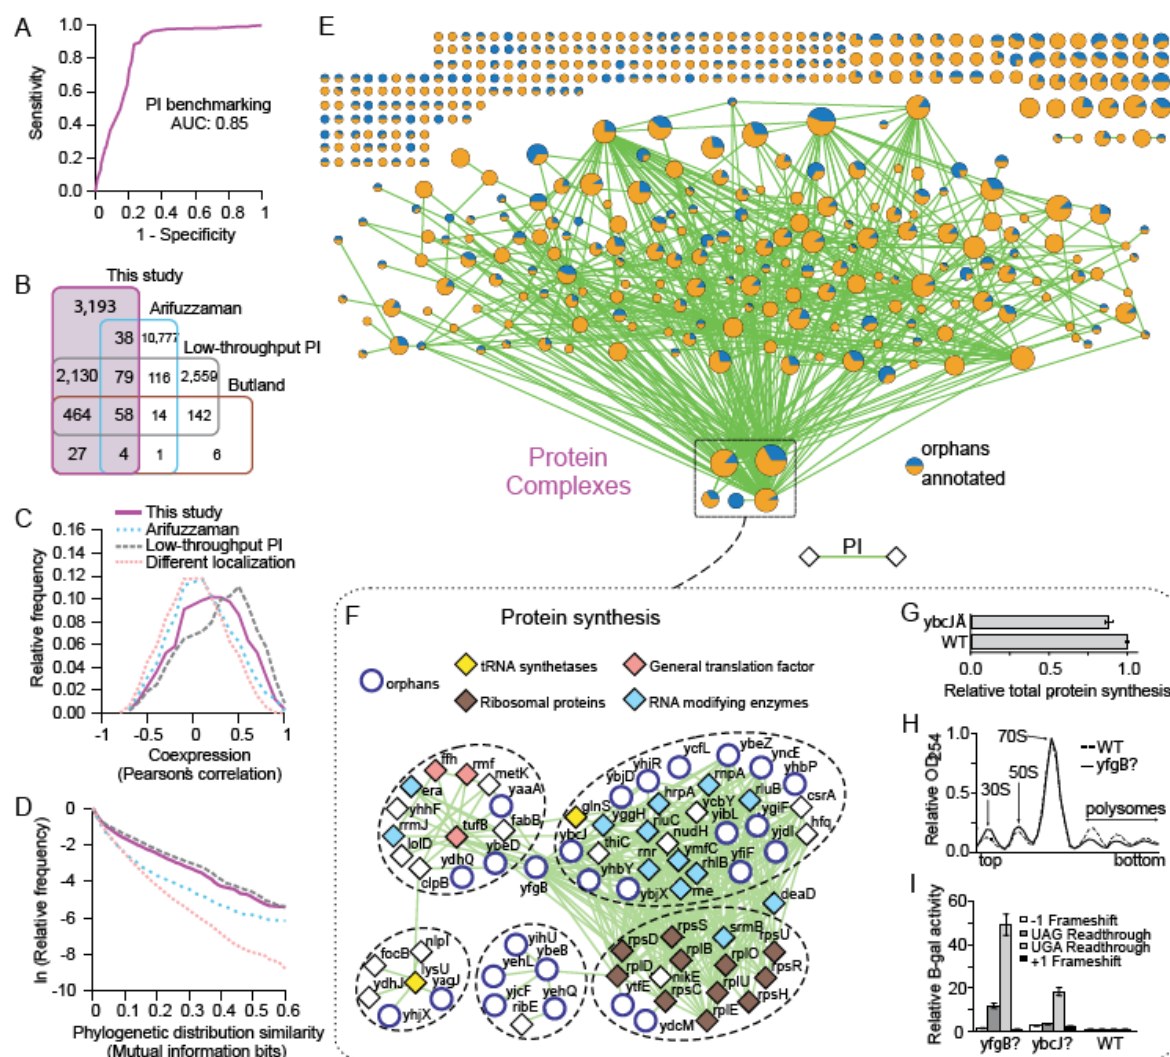 A
1.0
0.8
0.6
0.4
0.2
0.0
Sensitivity
PI benchmarking
AUC: 0.85
0 0.2 0.4 0.6 0.8 1
1 - Specificity
B
This study
3,193
Arifuzzaman
38 10,777
Low-throughput PI
2,130 79 116 2,559
Butland
464 58 14 142
27 4 1 6
C
This study
Arifuzzaman
Low-throughput PI
Different localization
0.16
0.14
0.12
0.10
0.08
0.06
0.04
0.02
0.00
Relative frequency
-1 -0.5 0 0.5 1
Coexpression
(Pearson's correlation)
D
0
-2
-4
-6
-8
-10
ln (Relative frequency)
0.0 0.1 0.2 0.3 0.4 0.5 0.6
Phylogenetic distribution similarity
(Mutual information bits)
E
Protein
Complexes
orphans
annotated
PI
F
Protein synthesis
orphans
tRNA synthetases
General translation factor
Ribosomal proteins
RNA modifying enzymes
ffh
rmf
metK
era
yaaA
yhhF
fabB
rrmJ
tufB
lolD
ybeD
ydhQ
clpB
yfgB
glnS
ybcJ
ybjD
yhiR
ycfL
ybeZ
yncE
yhbP
hrpA
rnpA
rluB
csrA
yggH
rluC
ycbY
ygiF
hfq
yibL
nudH
thiC
yjdI
ymfC
rnr
yhbY
rhlB
yfiF
ybjX
rne
deaD
focB
nlpI
lysU
ydhJ
yagJ
yhjX
yihU
ybeB
yehL
yjcF
yehQ
ribE
rpsS
srmB
rpsU
rpsD
rplB
rplO
rplD
rpsR
nikE
ytfE
rpsC
rplU
rpsH
rplE
ydcM
G
ybcJÅ
WT
0 0.5 1.0
Relative total protein synthesis
H
1.0
0.5
0.0
Relative OD254
70S
50S
30S
WT
yfgB?
polysomes
top bottom
I
60
40
20
0
Relative B-gal activity
-1 Frameshift
UAG Readthrough
UGA Readthrough
+1 Frameshift
yfgB? ybcJ? WT